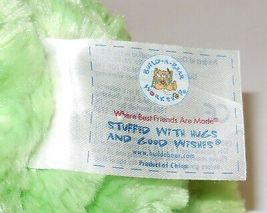 BUILD-A-BEAR
WORKSHOP
Where Best Friends Are Made®
STUFFED WITH HUGS
AND GOOD WISHES®
www.buildabear.com
Product of China